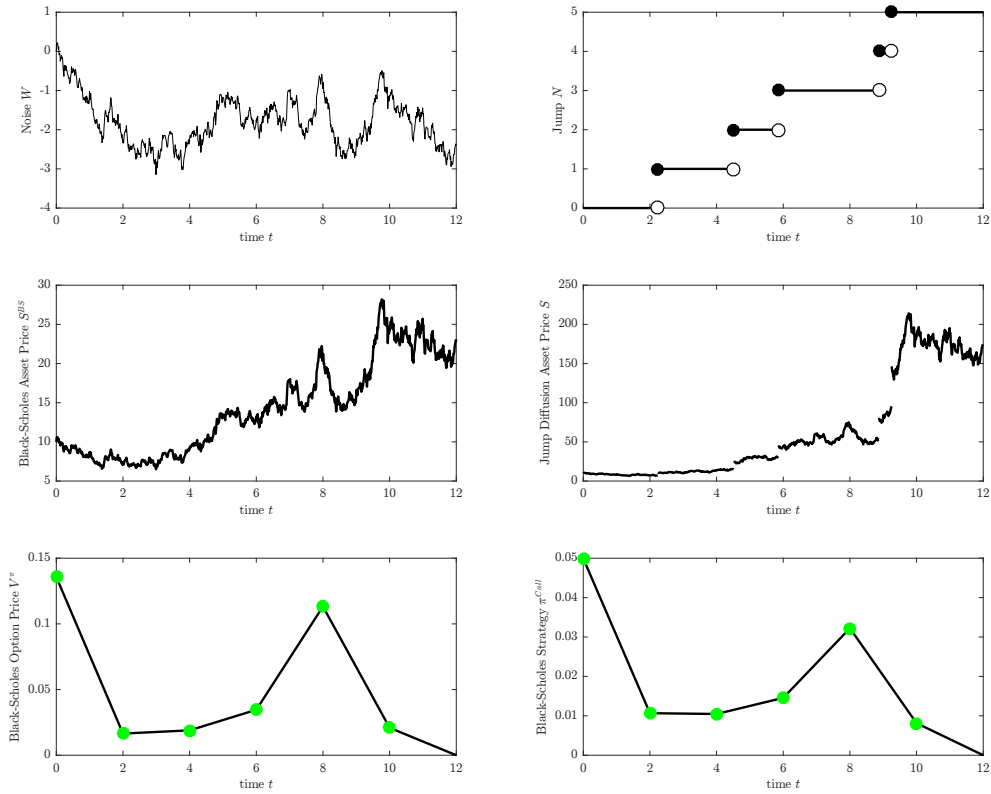 Noise W
1
0
-1
-2
-3
-4
0 2 4 6 8 10 12
time t
Jump N
5
4
3
2
1
0
0 2 4 6 8 10 12
time t
Black-Scholes Asset Price S^{BS}
30
25
20
15
10
5
0 2 4 6 8 10 12
time t
Jump Diffusion Asset Price S
250
200
150
100
50
0
0 2 4 6 8 10 12
time t
Black-Scholes Option Price V^π
0.15
0.1
0.05
0
0 2 4 6 8 10 12
time t
Black-Scholes Strategy π^{Call}
0.05
0.04
0.03
0.02
0.01
0
0 2 4 6 8 10 12
time t